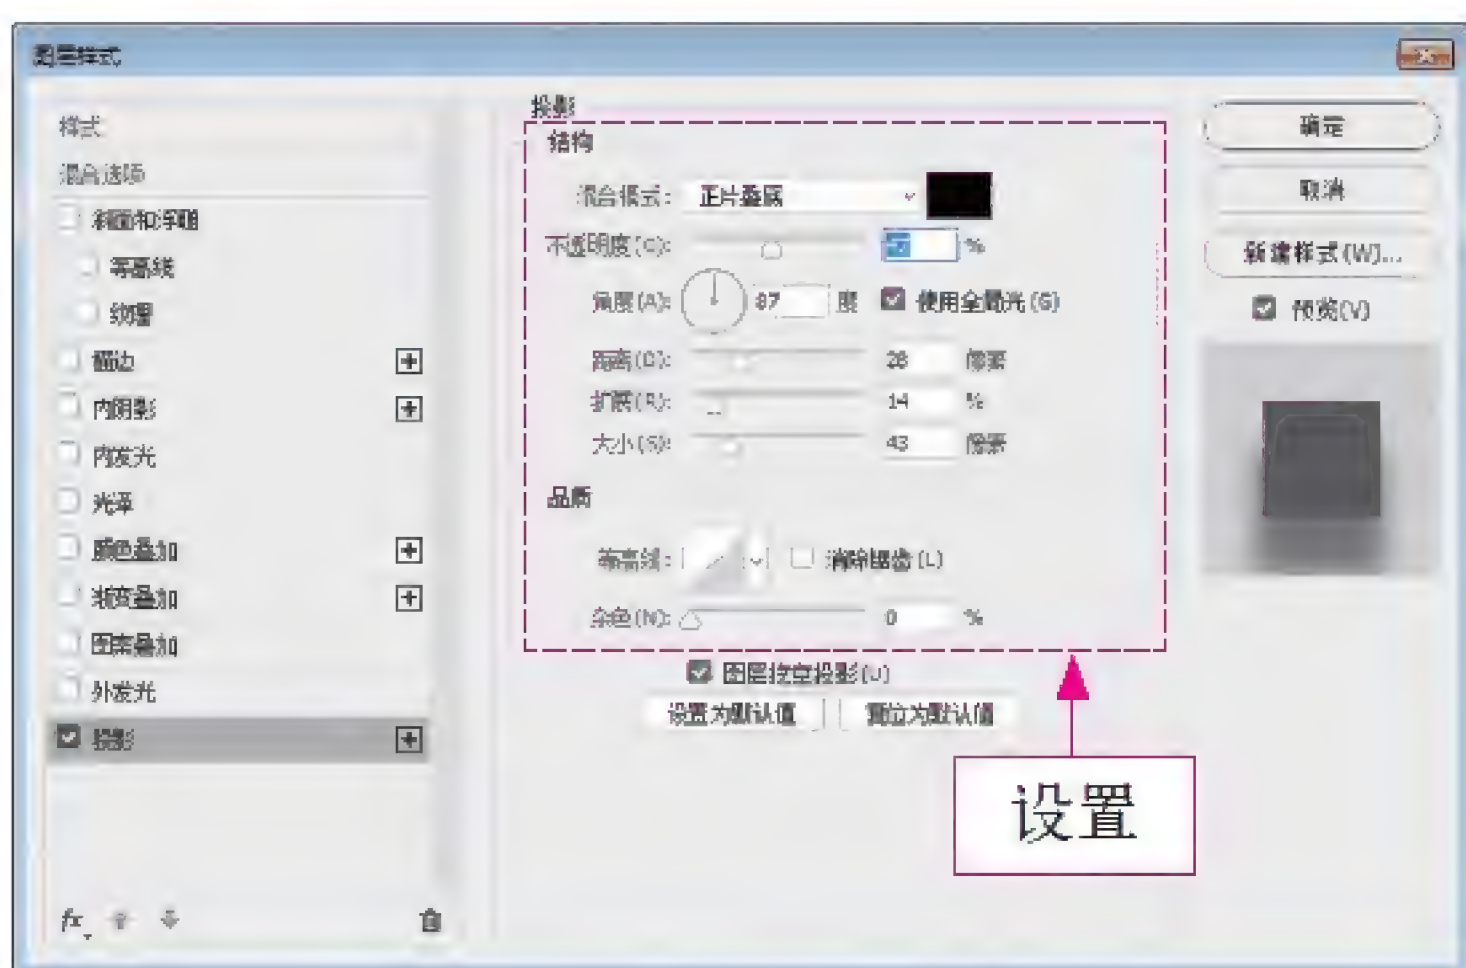 图层样式
样式
混合选项
斜面和浮雕
等高线
纹理
描边
内阴影
内发光
光泽
颜色叠加
渐变叠加
图案叠加
外发光
投影
fx
投影
结构
混合模式: 正片叠底
不透明度(O): %
角度(A): 87 度 使用全局光(G)
距离(D): 26 像素
扩展(R): 14 %
大小(S): 43 像素
品质
等高线: 消除锯齿(L)
杂色(N): 0 %
图层挖空投影(U)
设置为默认值 复位为默认值
设置
确定
取消
新建样式(W)...
预览(V)